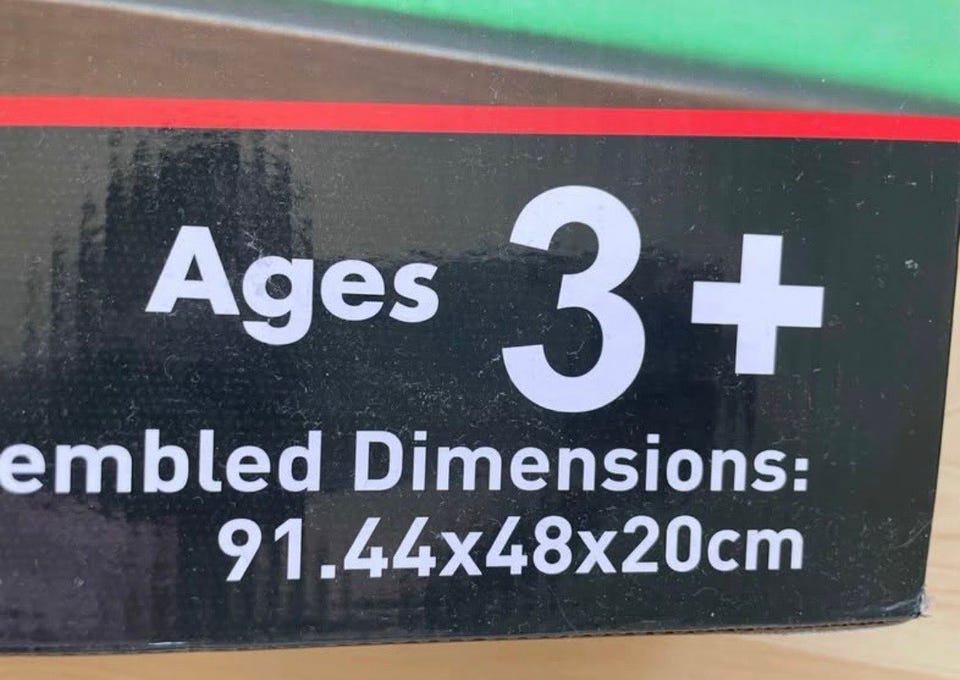 Ages 3+
embled Dimensions:
91.44x48x20cm